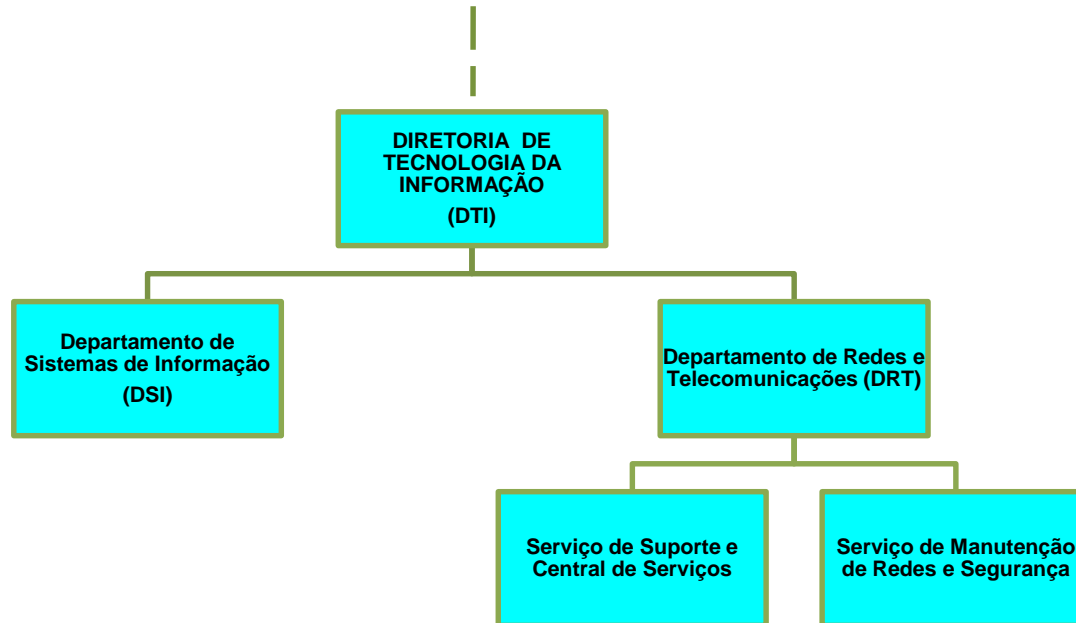 DIRETORIA DE
TECNOLOGIA DA
INFORMAÇÃO
(DTI)
Departamento de
Sistemas de Informação
(DSI)
Departamento de Redes e
Telecomunicações (DRT)
Serviço de Suporte e
Central de Serviços
Serviço de Manutenção
de Redes e Segurança